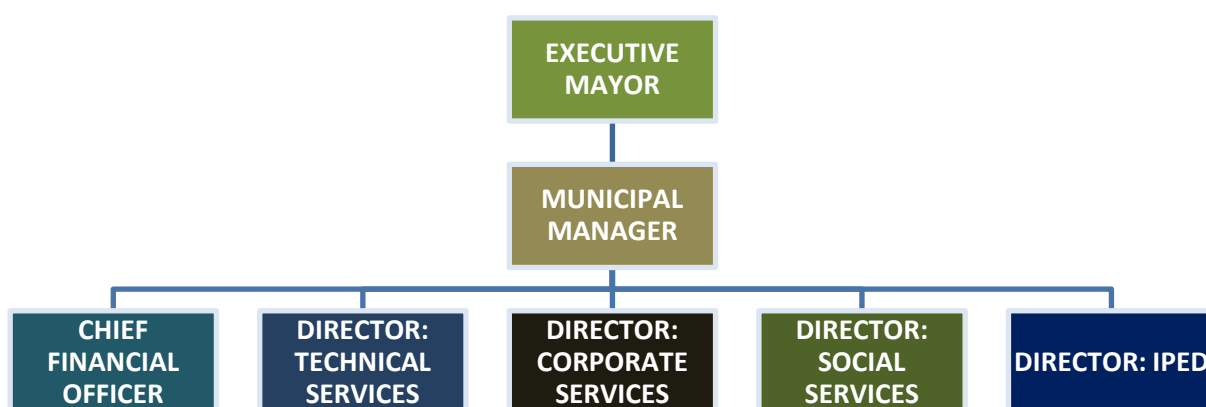 EXECUTIVE
MAYOR
MUNICIPAL
MANAGER
CHIEF
FINANCIAL
OFFICER
DIRECTOR:
TECHNICAL
SERVICES
DIRECTOR:
CORPORATE
SERVICES
DIRECTOR:
SOCIAL
SERVICES
DIRECTOR: IPED